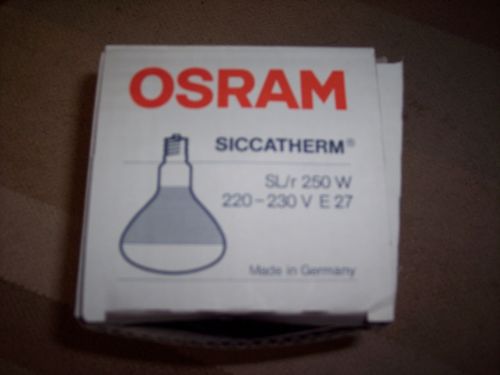 OSRAM
SICCATHERM®
SL/r 250 W
220-230 V E 27
Made in Germany